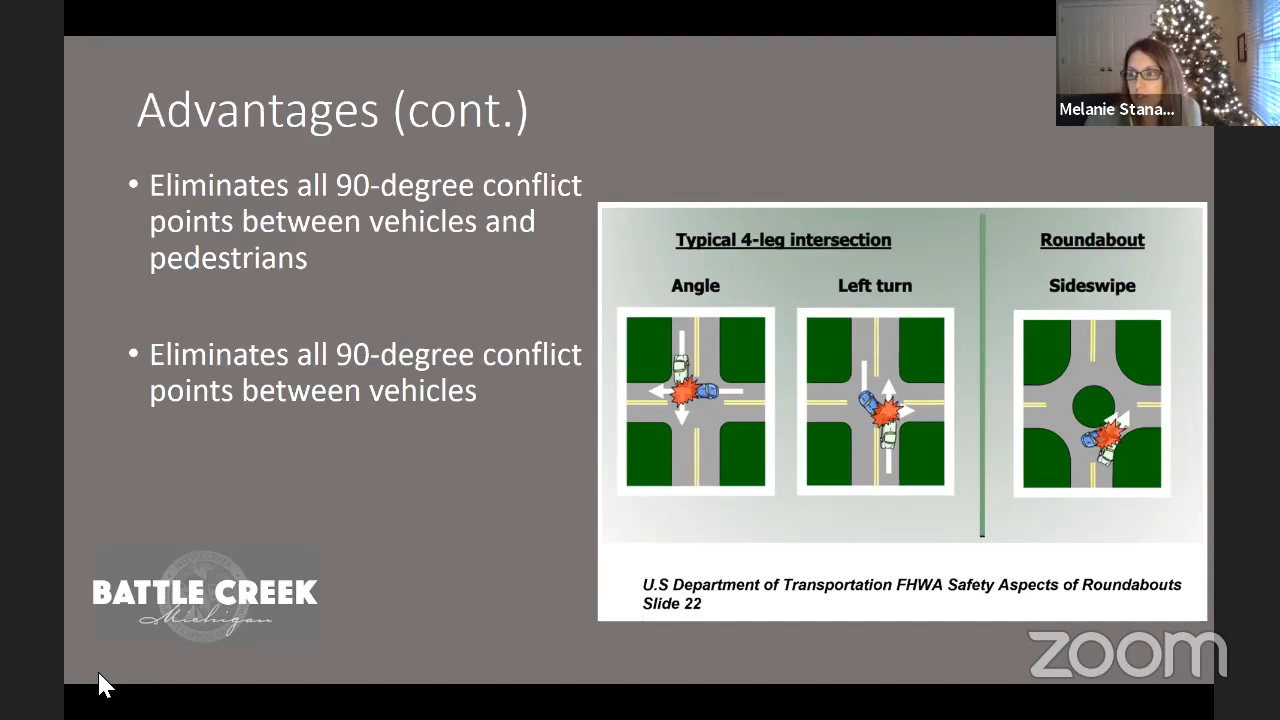 Advantages (cont.)
• Eliminates all 90-degree conflict
points between vehicles and
pedestrians
• Eliminates all 90-degree conflict
points between vehicles
Typical 4-leg intersection
Roundabout
Angle
Left turn
Sideswipe
U.S Department of Transportation FHWA Safety Aspects of Roundabouts
Slide 22
BATTLE CREEK
Michigan
Melanie Stana...
zoom